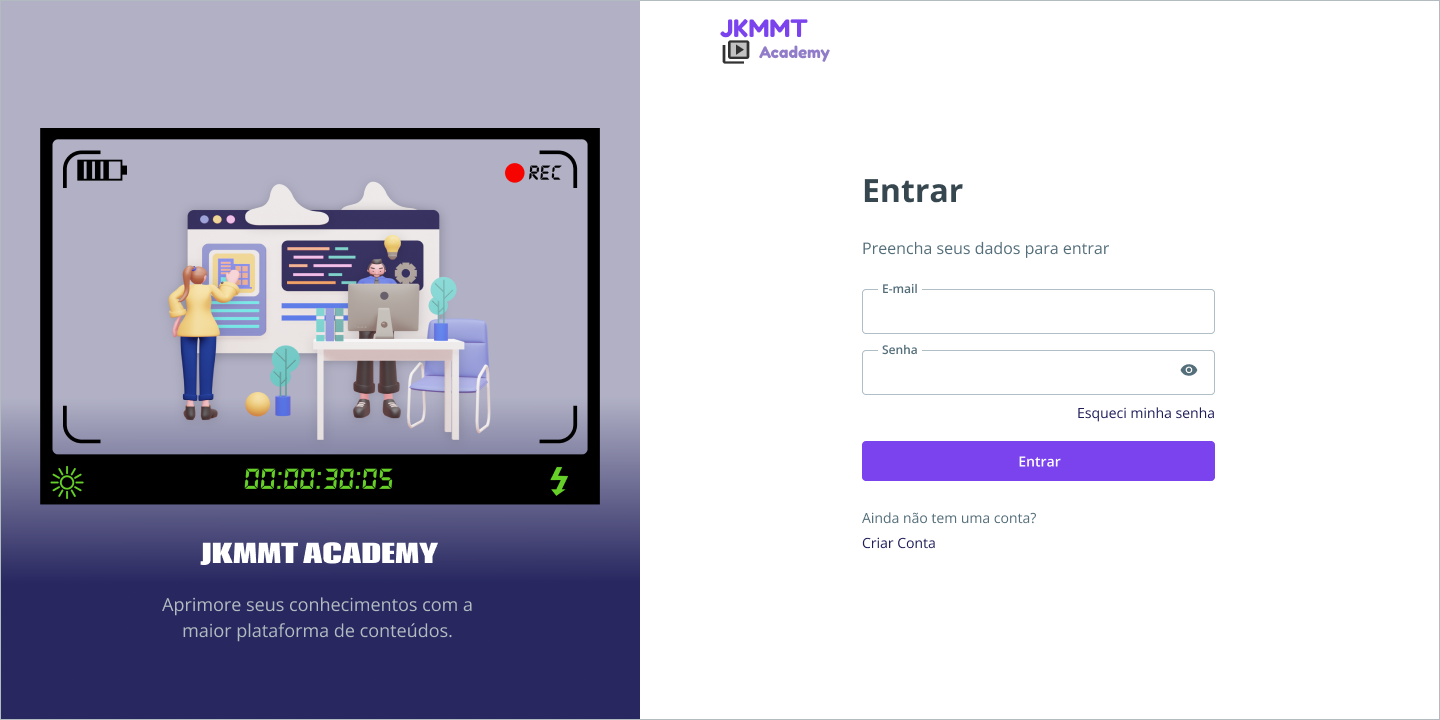 REC
00:00:30:05
JKMMT ACADEMY
Aprimore seus conhecimentos com a
maior plataforma de conteúdos.
JKMMT
Academy
Entrar
Preencha seus dados para entrar
E-mail
Senha
Esqueci minha senha
Entrar
Ainda não tem uma conta?
Criar Conta